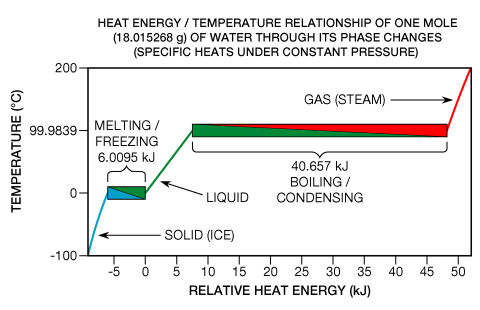 HEAT ENERGY / TEMPERATURE RELATIONSHIP OF ONE MOLE
(18.015268 g) OF WATER THROUGH ITS PHASE CHANGES
(SPECIFIC HEATS UNDER CONSTANT PRESSURE)
TEMPERATURE (°C)
200
99.9839
0
-100
GAS (STEAM)
MELTING /
FREEZING
6.0095 kJ
40.657 kJ
BOILING /
CONDENSING
LIQUID
SOLID (ICE)
-5 0 5 10 15 20 25 30 35 40 45 50
RELATIVE HEAT ENERGY (kJ)